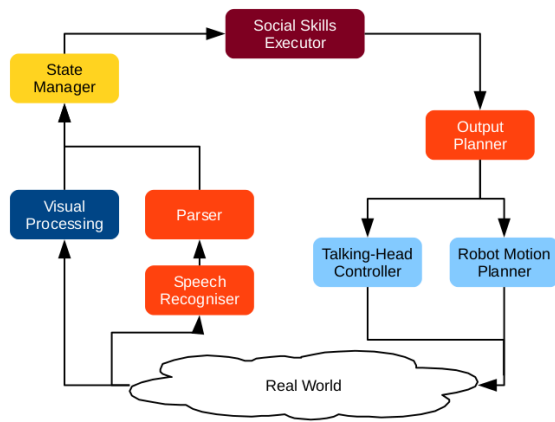 Social Skills
Executor
State
Manager
Output
Planner
Visual
Processing
Parser
Talking-Head
Controller
Robot Motion
Planner
Speech
Recogniser
Real World